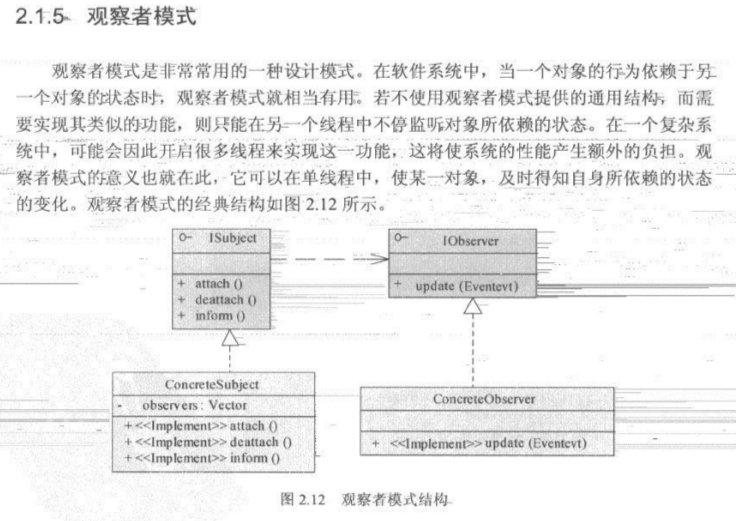 2.1.5 观察者模式
观察者模式是非常常用的一种设计模式。在软件系统中，当一个对象的行为依赖于另
一个对象的状态时，观察者模式就相当有用。若不使用观察者模式提供的通用结构，而需
要实现其类似的功能，则只能在另一个线程中不停监听对象所依赖的状态。在一个复杂系
统中，可能会因此开启很多线程来实现这一功能，这将使系统的性能产生额外的负担。观
察者模式的意义也就在此，它可以在单线程中，使某一对象，及时得知自身所依赖的状态
的变化。观察者模式的经典结构如图 2.12 所示。
ISubject
+ attach ()
+ deattach ()
+ inform ()
IObserver
+ update (Eventevt)
ConcreteSubject
- observers : Vector
+ <<Implement>> attach ()
+ <<Implement>> deattach ()
+ <<Implement>> inform ()
ConcreteObserver
+ <<Implement>> update (Eventevt)
图 2.12 观察者模式结构